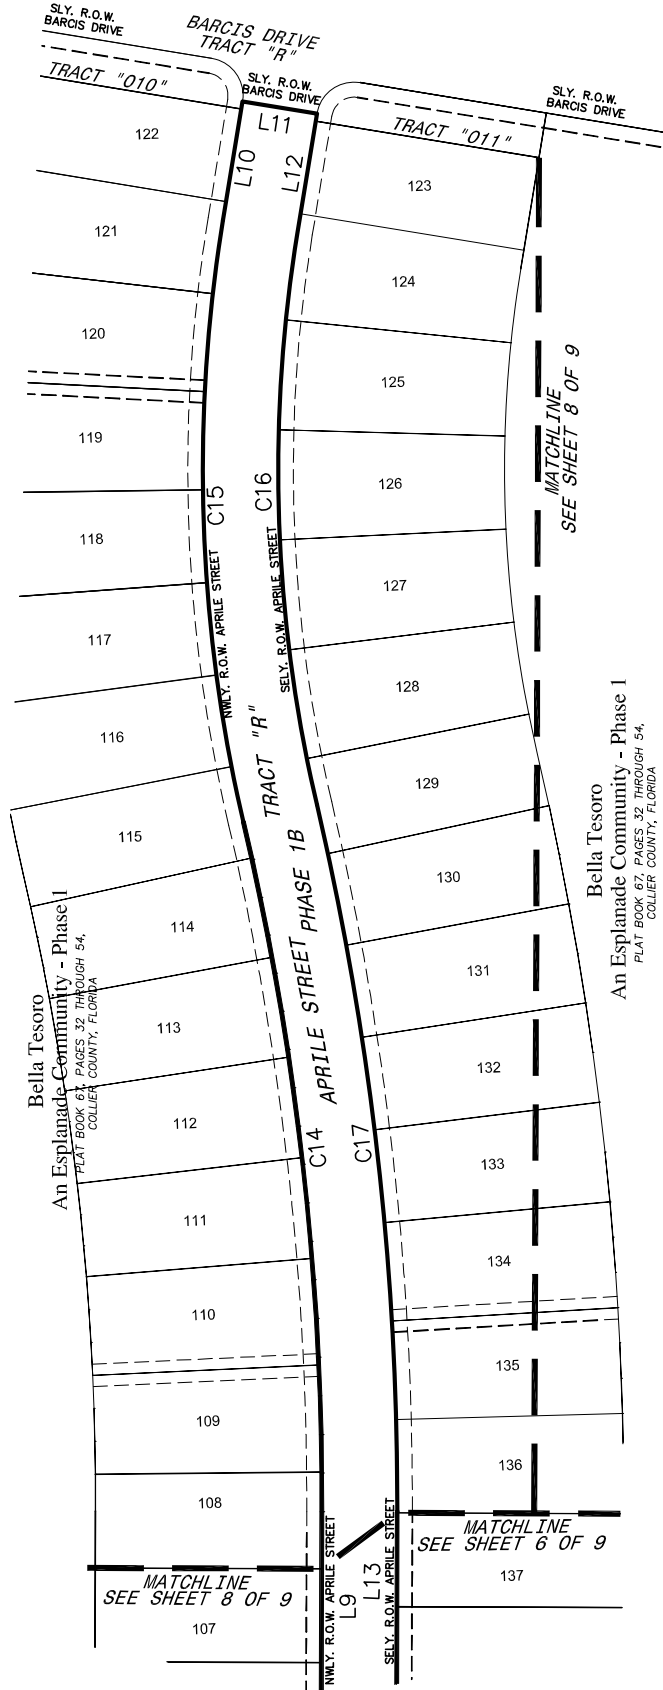 SLY. R.O.W.
BARCIS DRIVE
BARCIS DRIVE
TRACT "R"
SLY. R.O.W.
BARCIS DRIVE
SLY. R.O.W.
BARCIS DRIVE
TRACT "O10"
TRACT "O11"
L11
L10
L12
122
123
121
124
120
125
119
126
118
127
117
128
116
129
115
130
114
131
113
132
112
133
111
134
110
135
109
136
108
137
107
C15
C16
NWLY. R.O.W. APRILE STREET
SELY. R.O.W. APRILE STREET
MATCHLINE
SEE SHEET 8 OF 9
TRACT "R"
APRILE STREET PHASE 1B
Bella Tesoro
An Esplanade Community - Phase 1
PLAT BOOK 67, PAGES 32 THROUGH 54,
COLLIER COUNTY, FLORIDA
Bella Tesoro
An Esplanade Community - Phase 1
PLAT BOOK 67, PAGES 32 THROUGH 54,
COLLIER COUNTY, FLORIDA
C14
C17
MATCHLINE
SEE SHEET 6 OF 9
MATCHLINE
SEE SHEET 8 OF 9
NWLY. R.O.W. APRILE STREET
L9
L13
SELY. R.O.W. APRILE STREET